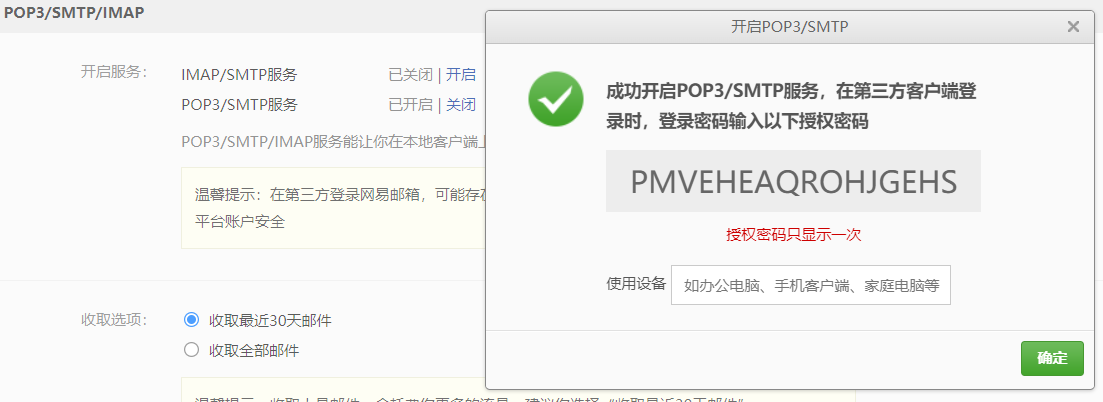 POP3/SMTP/IMAP
开启服务：
IMAP/SMTP服务 已关闭 | 开启
POP3/SMTP服务 已开启 | 关闭
POP3/SMTP/IMAP服务能让你在本地客户端上
温馨提示：在第三方登录网易邮箱，可能存在
平台账户安全
收取选项：
收取最近30天邮件
收取全部邮件
开启POP3/SMTP
成功开启POP3/SMTP服务，在第三方客户端登
录时，登录密码输入以下授权密码
PMVEHEAQROHJGEHS
授权密码只显示一次
使用设备 如办公电脑、手机客户端、家庭电脑等
确定